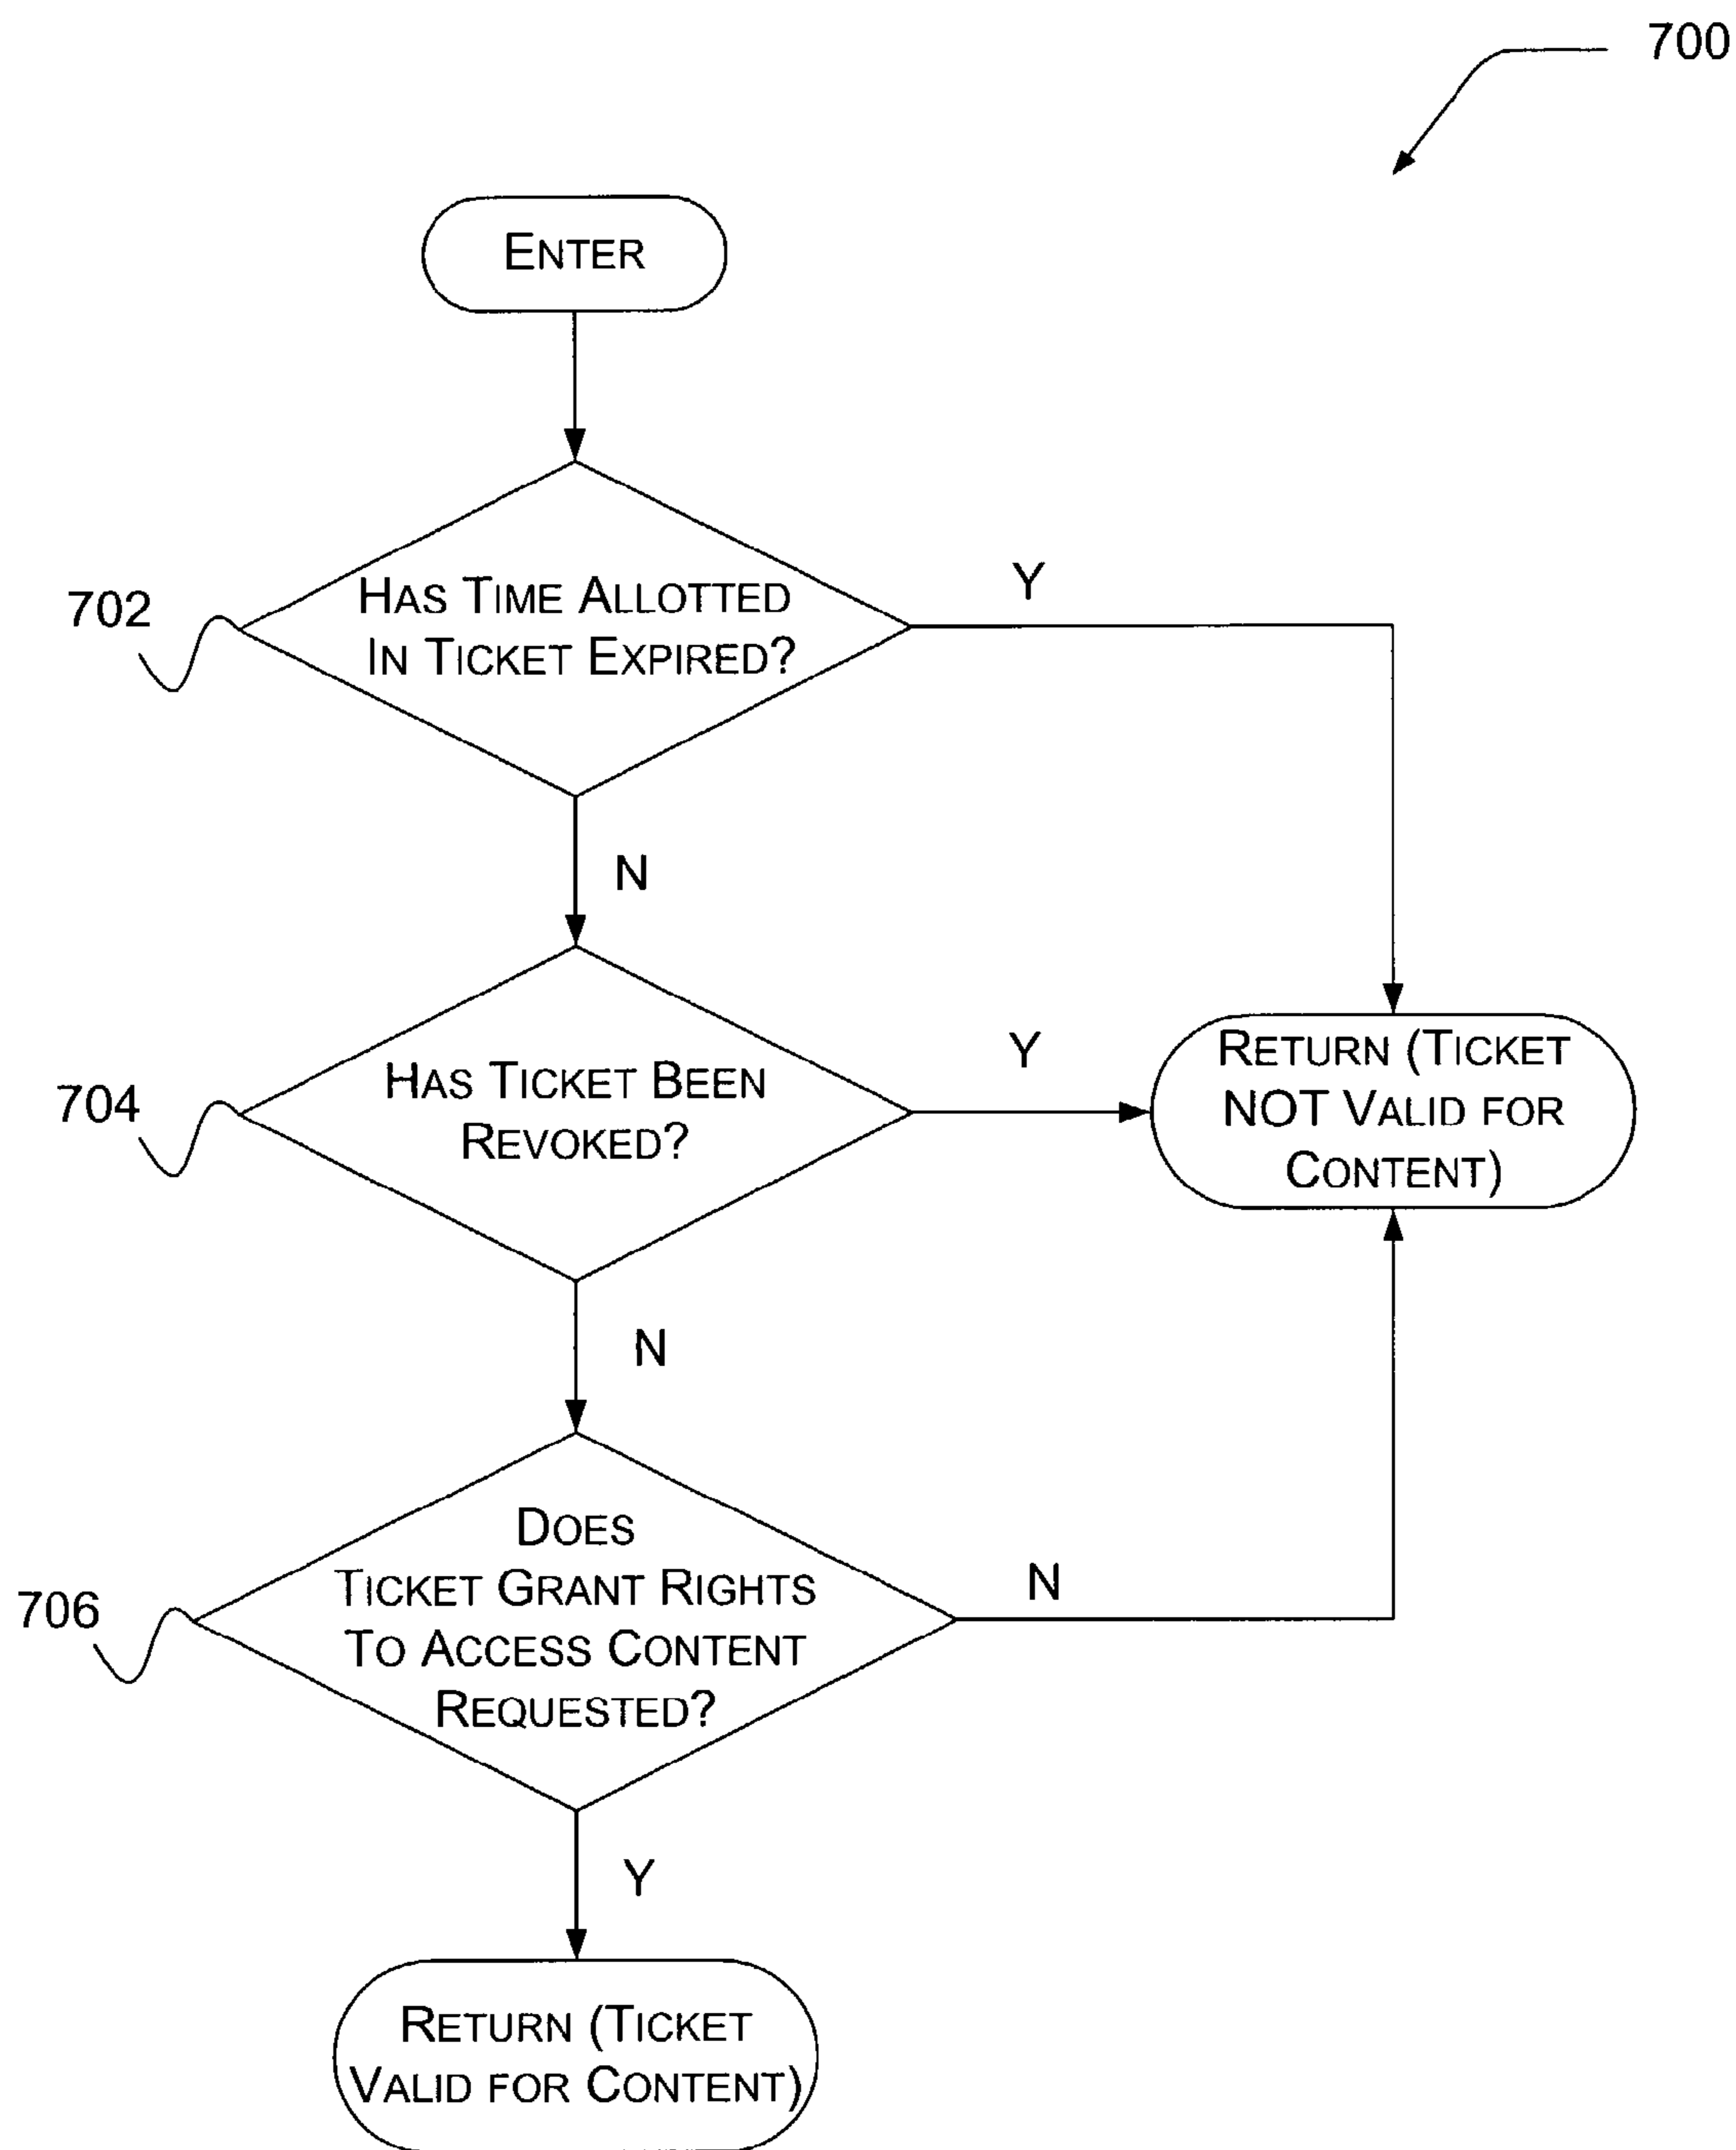 700
ENTER
702
HAS TIME ALLOTTED
IN TICKET EXPIRED?
Y
N
704
HAS TICKET BEEN
REVOKED?
Y
RETURN (TICKET
NOT VALID FOR
CONTENT)
N
706
DOES
TICKET GRANT RIGHTS
TO ACCESS CONTENT
REQUESTED?
N
Y
RETURN (TICKET
VALID FOR CONTENT)